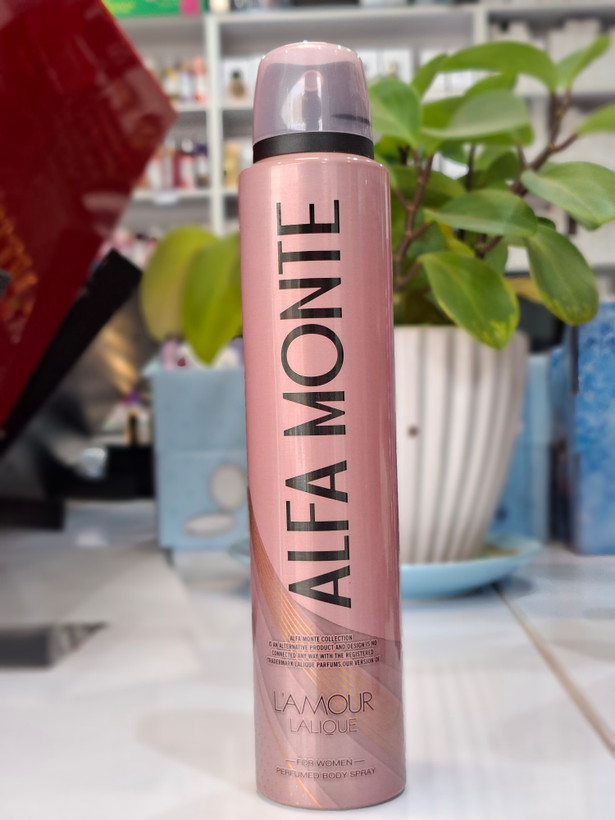 ALFA MONTE
ALFA MONTE COLLECTION
IS AN ALTERNATIVE PRODUCT AND DESIGN IS NO
CONNECTED ANY WAY WITH THE REGISTERED
TRADEMARK LALIQUE PARFUMS OUR VERSION OF
L'AMOUR
LALIQUE
FOR WOMEN
PERFUMED BODY SPRAY